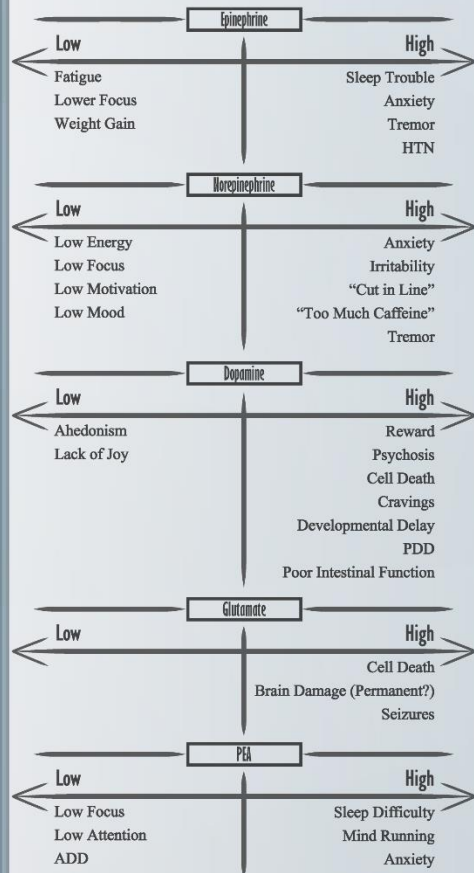 Epinephrine
Low High
Fatigue Sleep Trouble
Lower Focus Anxiety
Weight Gain Tremor
HTN
Norepinephrine
Low High
Low Energy Anxiety
Low Focus Irritability
Low Motivation “Cut in Line”
Low Mood “Too Much Caffeine”
Tremor
Dopamine
Low High
Ahedonism Reward
Lack of Joy Psychosis
Cell Death
Cravings
Developmental Delay
PDD
Poor Intestinal Function
Glutamate
Low High
Cell Death
Brain Damage (Permanent?)
Seizures
PEA
Low High
Low Focus Sleep Difficulty
Low Attention Mind Running
ADD Anxiety